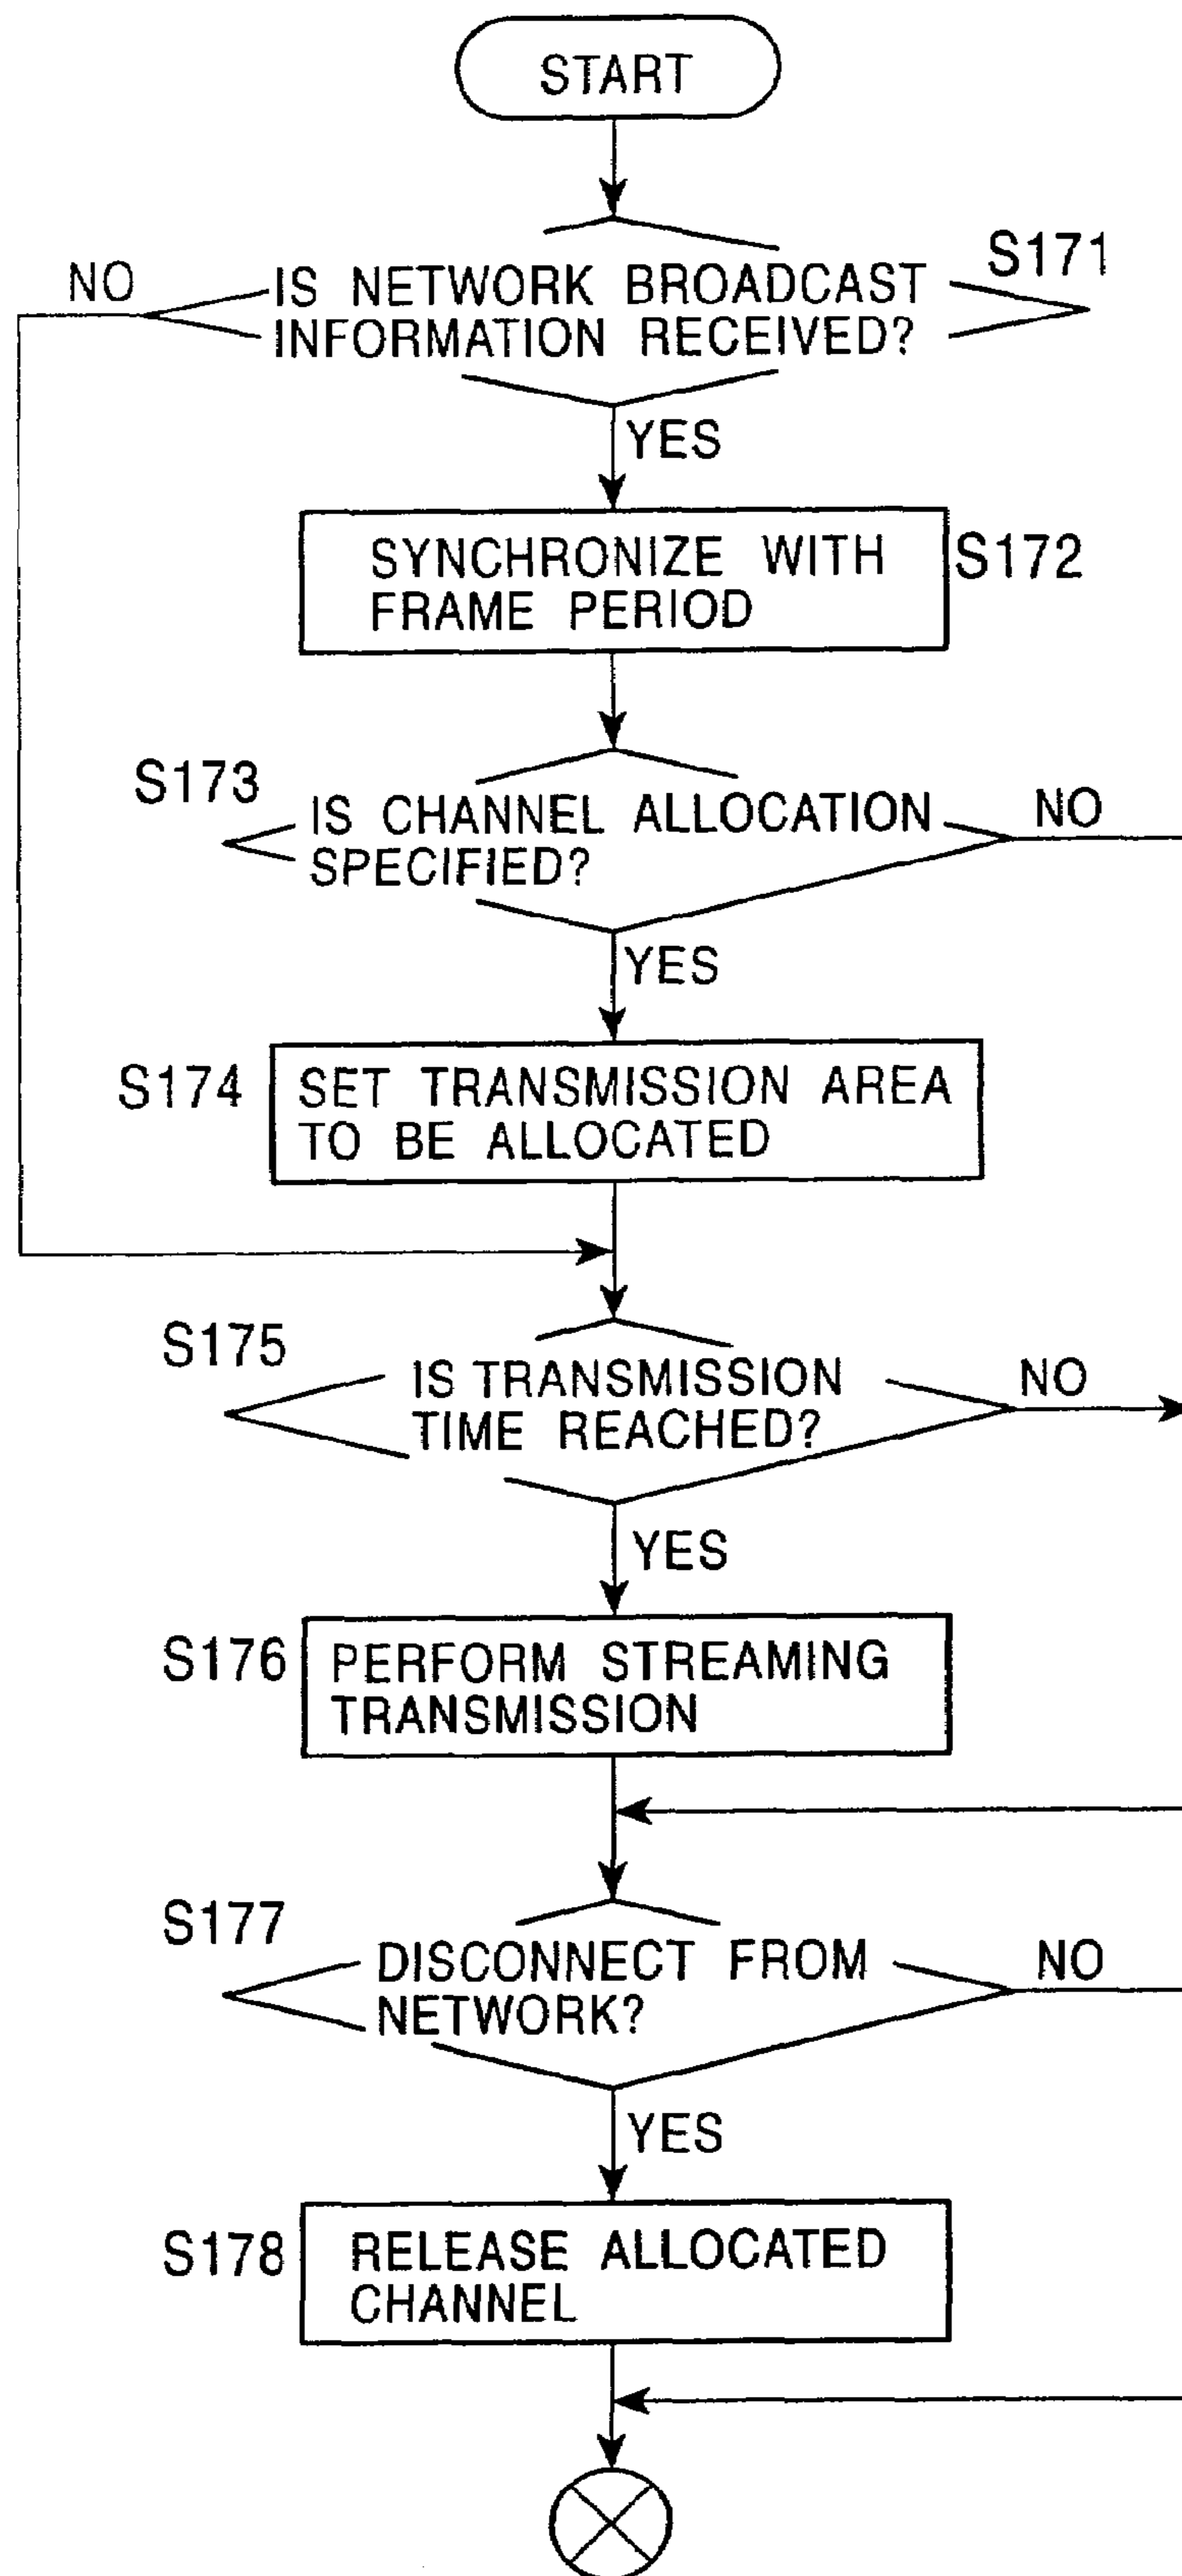 START
NO
IS NETWORK BROADCAST
INFORMATION RECEIVED?
S171
YES
SYNCHRONIZE WITH
FRAME PERIOD
S172
S173
IS CHANNEL ALLOCATION
SPECIFIED?
NO
YES
S174
SET TRANSMISSION AREA
TO BE ALLOCATED
S175
IS TRANSMISSION
TIME REACHED?
NO
YES
S176
PERFORM STREAMING
TRANSMISSION
S177
DISCONNECT FROM
NETWORK?
NO
YES
S178
RELEASE ALLOCATED
CHANNEL